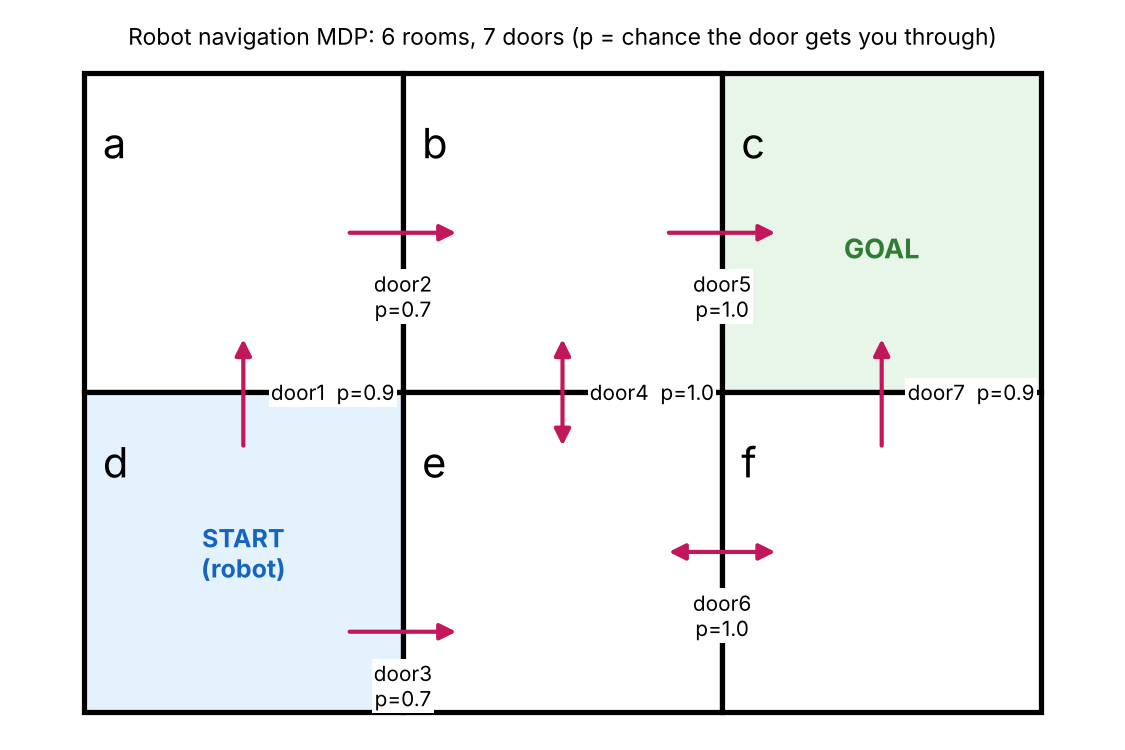 Robot navigation MDP: 6 rooms, 7 doors (p = chance the door gets you through)
a
b
c
GOAL
door2
p=0.7
door5
p=1.0
door1 p=0.9
door4 p=1.0
door7 p=0.9
d
e
f
START
(robot)
door6
p=1.0
door3
p=0.7